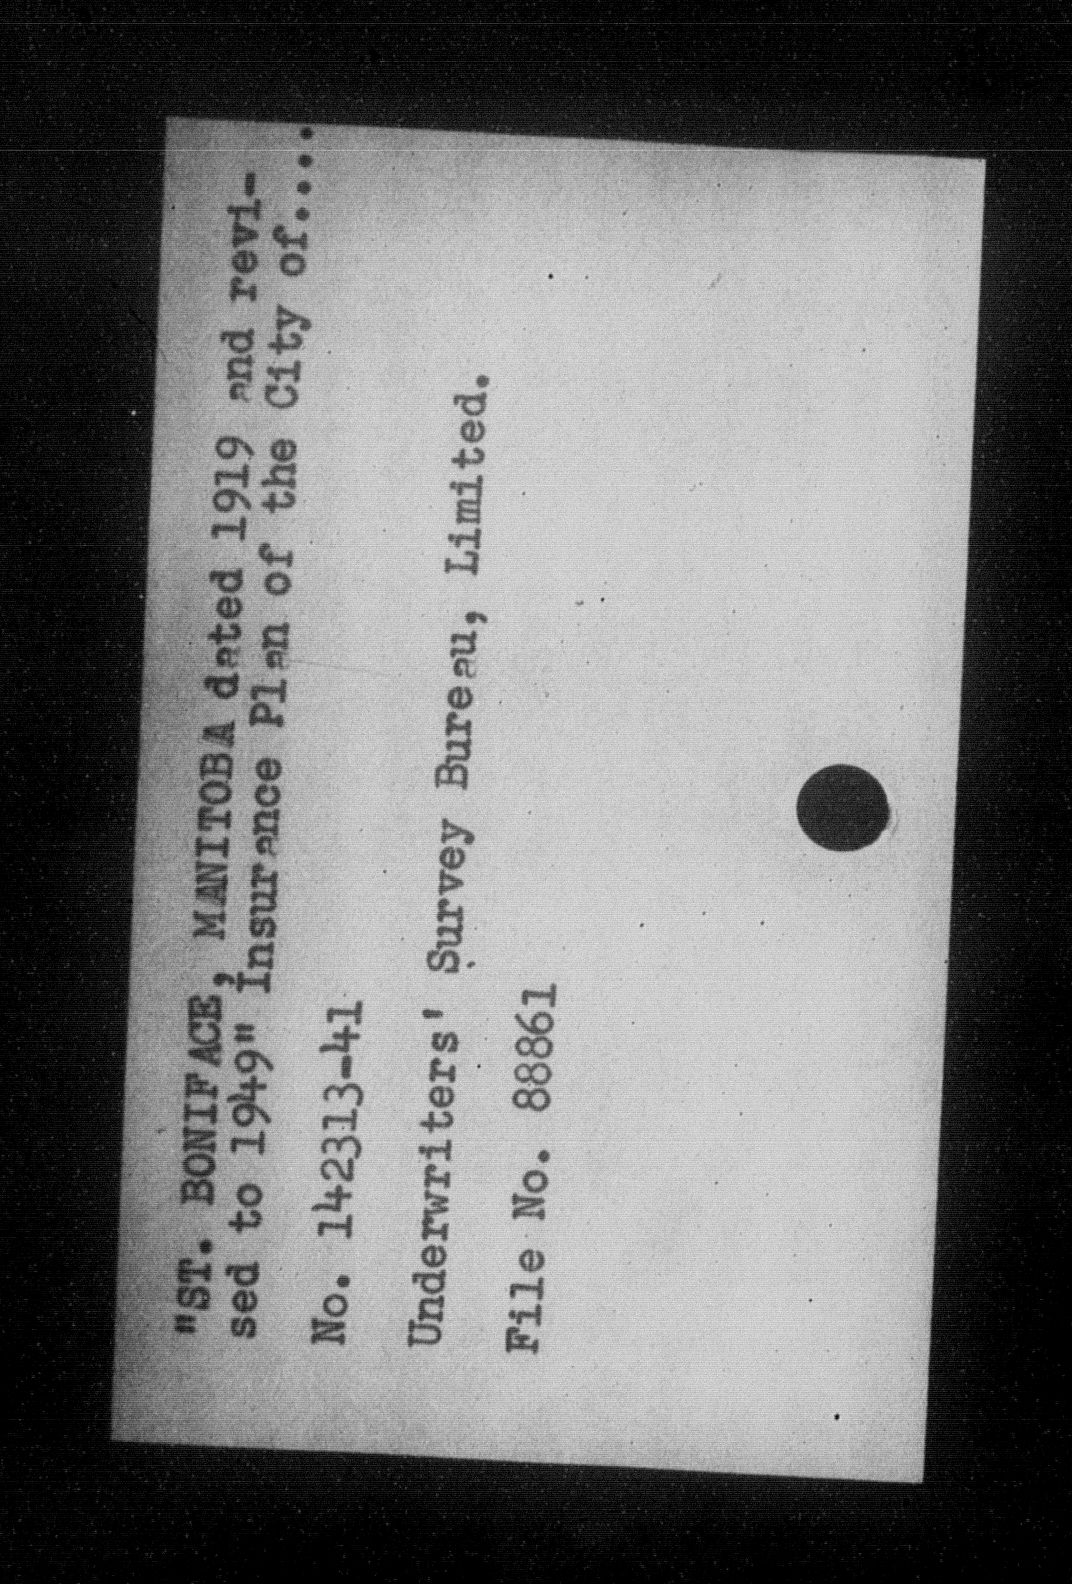 "ST. BONIFACE, MANITOBA dated 1919 and revi-
sed to 1949" Insurance Plan of the City of....
No. 142313-41
Underwriters' Survey Bureau, Limited.
File No. 88861